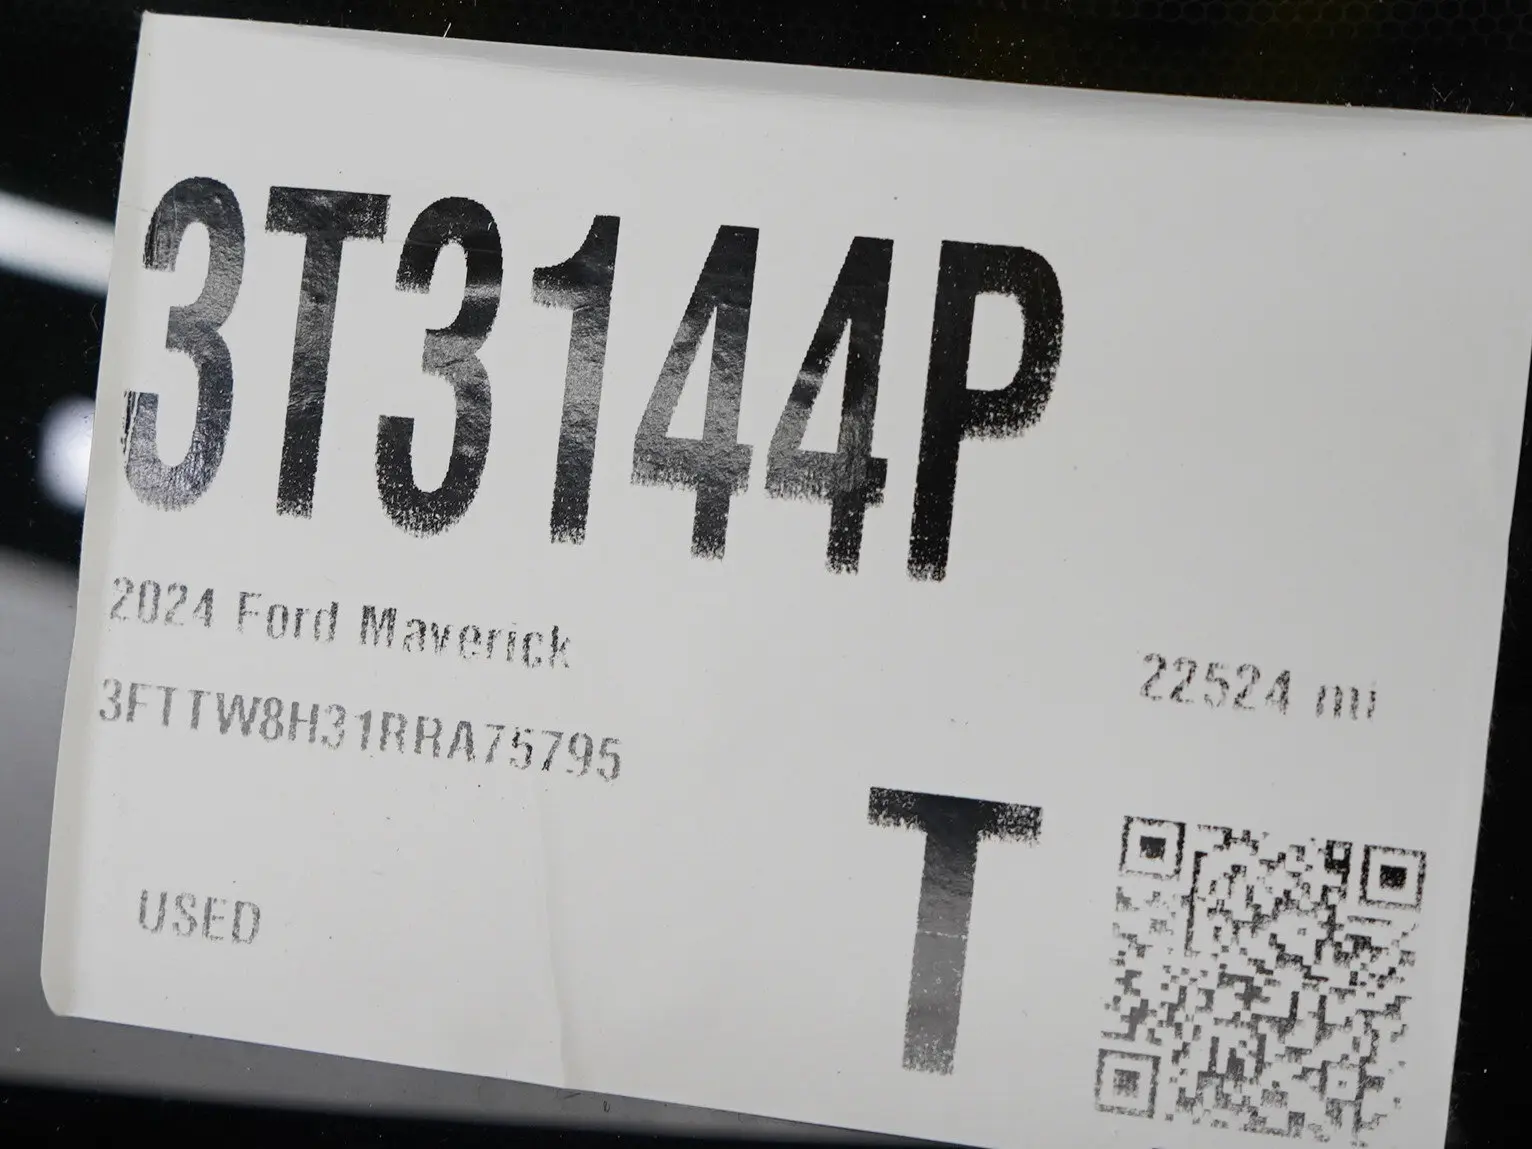 3T3144P
2024 Ford Maverick
22524 mi
3FTTW8H31RRA75795
USED
T